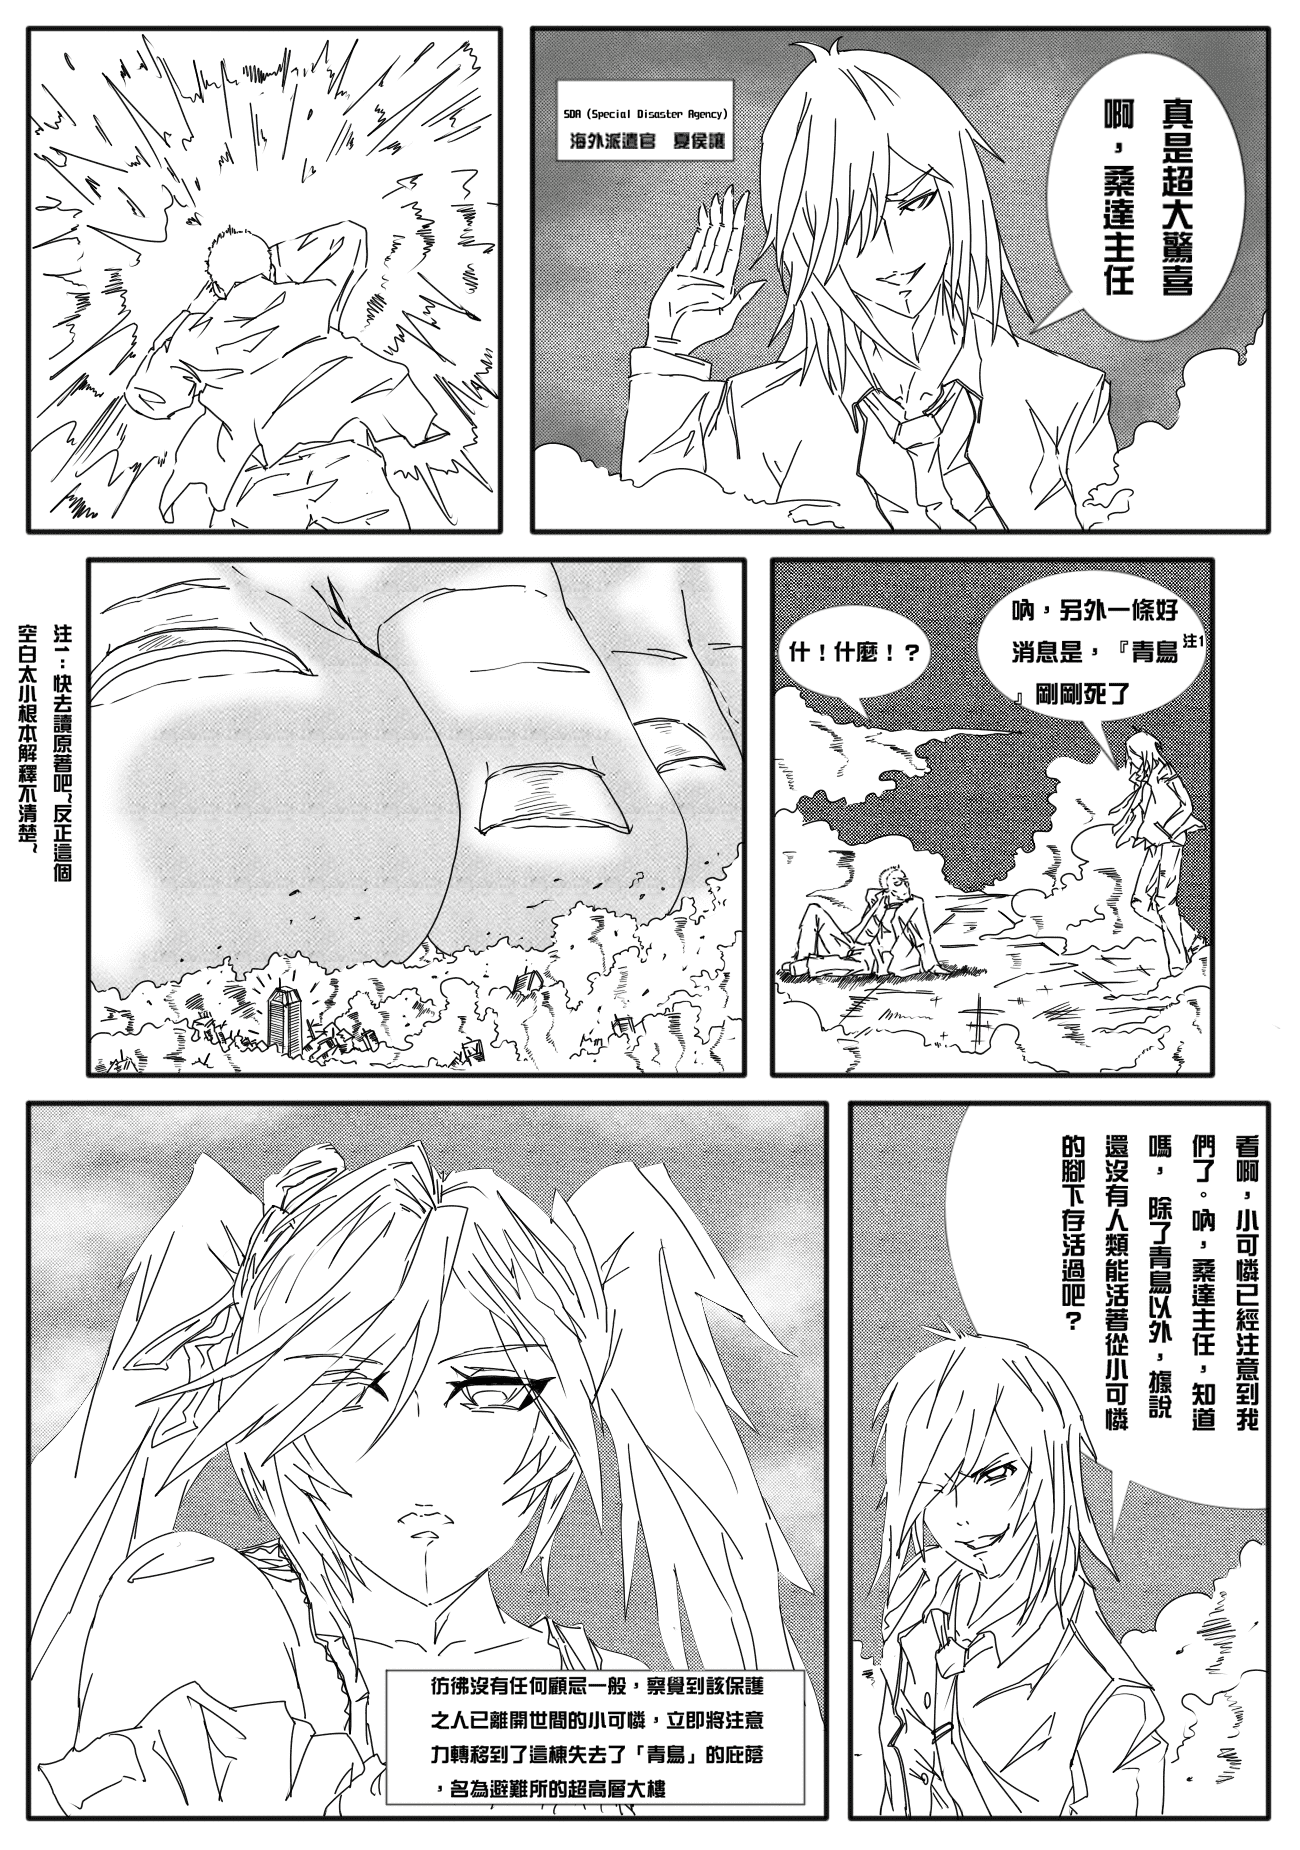 真是超大驚喜
啊，桑達主任
SDA (Special Disaster Agency)
海外派遣官　夏侯讓
吶，另外一條好
消息是，『青鳥注1
』剛剛死了
什！什麼！？
注1：快去讀原著吧~反正這個
空白太小根本解釋不清楚~
看啊，小可憐已經注意到我
們了。吶，桑達主任，知道
嗎，除了青鳥以外，據說
還沒有人類能活著從小可憐
的腳下存活過吧？
彷彿沒有任何顧忌一般，察覺到該保護
之人已離開世間的小可憐，立即將注意
力轉移到了這棟失去了「青鳥」的庇蔭
，名為避難所的超高層大樓